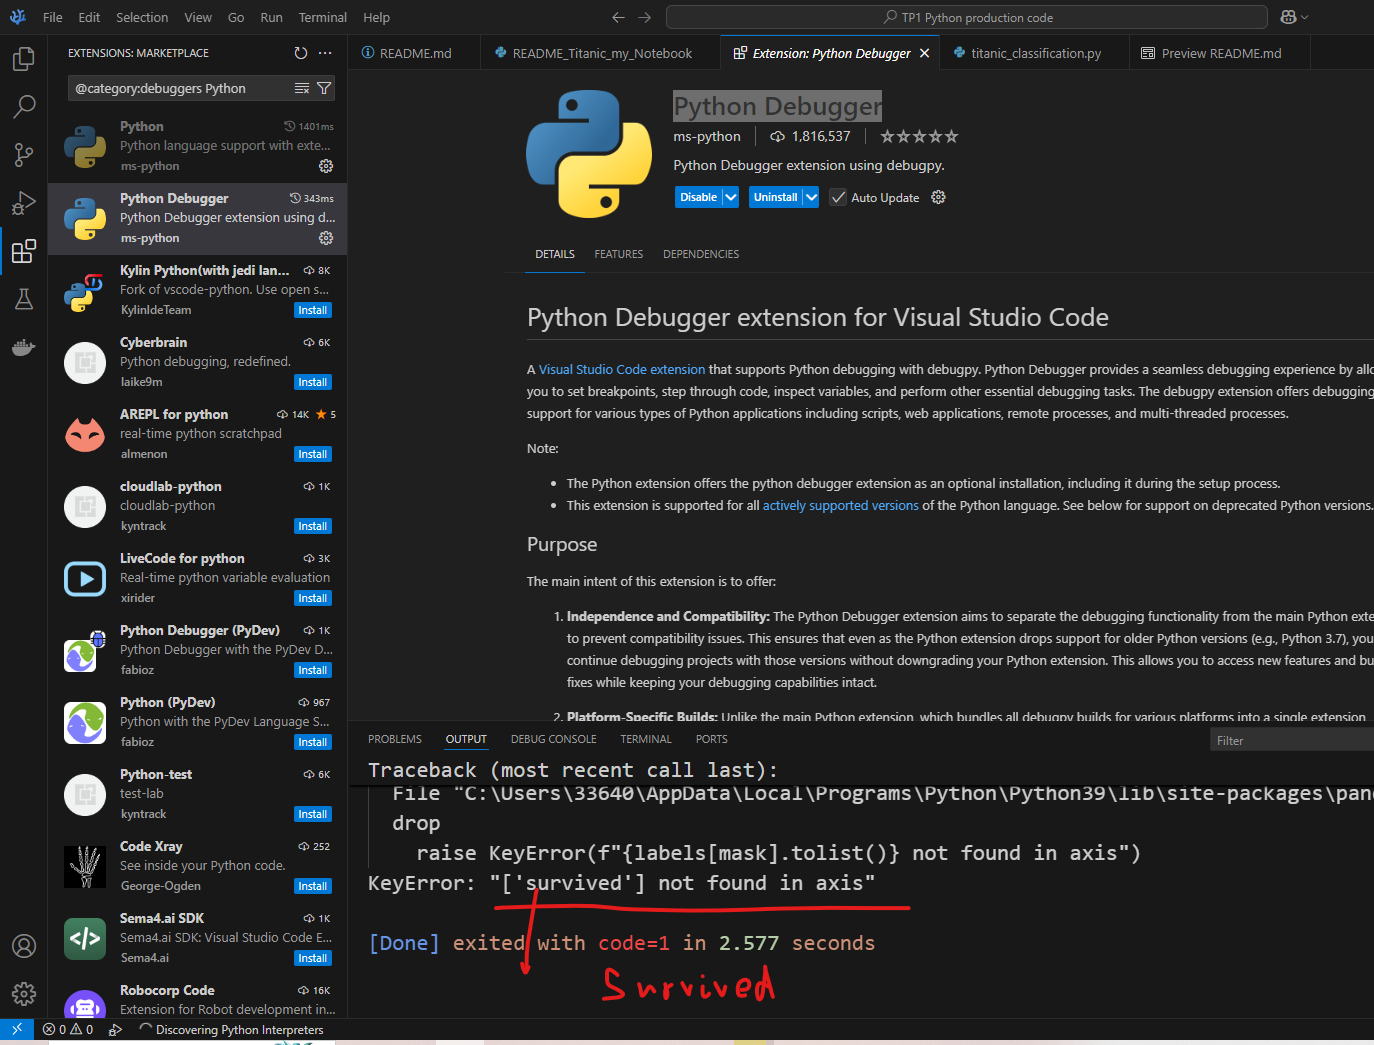 File Edit Selection View Go Run Terminal Help
TP1 Python production code
EXTENSIONS: MARKETPLACE
README.md
README_Titanic_my_Notebook
Extension: Python Debugger
titanic_classification.py
Preview README.md
@category:debuggers Python
Python 1401ms
Python language support with exte...
ms-python
Python Debugger 343ms
Python Debugger extension using d...
ms-python
Kylin Python(with jedi lan... 8K
Fork of vscode-python. Use open s...
KylinIdeTeam Install
Cyberbrain 6K
Python debugging, redefined.
laike9m Install
AREPL for python 14K 5
real-time python scratchpad
almenon Install
cloudlab-python 1K
cloudlab-python
kyntrack Install
LiveCode for python 3K
Real-time python variable evaluation
xirider Install
Python Debugger (PyDev) 1K
Python Debugger with the PyDev D...
fabioz Install
Python (PyDev) 967
Python with the PyDev Language S...
fabioz Install
Python-test 6K
test-lab
kyntrack Install
Code Xray 252
See inside your Python code.
George-Ogden Install
Sema4.ai SDK 1K
Sema4.ai SDK: Visual Studio Code E...
Sema4.ai Install
Robocorp Code 16K
Extension for Robot development in...
Python Debugger
ms-python 1,816,537
Python Debugger extension using debugpy.
Disable Uninstall Auto Update
DETAILS FEATURES DEPENDENCIES
Python Debugger extension for Visual Studio Code
A Visual Studio Code extension that supports Python debugging with debugpy. Python Debugger provides a seamless debugging experience by allo
you to set breakpoints, step through code, inspect variables, and perform other essential debugging tasks. The debugpy extension offers debugging
support for various types of Python applications including scripts, web applications, remote processes, and multi-threaded processes.
Note:
• The Python extension offers the python debugger extension as an optional installation, including it during the setup process.
• This extension is supported for all actively supported versions of the Python language. See below for support on deprecated Python versions.
Purpose
The main intent of this extension is to offer:
1. Independence and Compatibility: The Python Debugger extension aims to separate the debugging functionality from the main Python exte
to prevent compatibility issues. This ensures that even as the Python extension drops support for older Python versions (e.g., Python 3.7), you
continue debugging projects with those versions without downgrading your Python extension. This allows you to access new features and bu
fixes while keeping your debugging capabilities intact.
2. Platform-Specific Builds: Unlike the main Python extension, which bundles all debugpy builds for various platforms into a single extension,
PROBLEMS OUTPUT DEBUG CONSOLE TERMINAL PORTS
Filter
Traceback (most recent call last):
File "C:\Users\33640\AppData\Local\Programs\Python\Python39\lib\site-packages\pan
drop
raise KeyError(f"{labels[mask].tolist()} not found in axis")
KeyError: "['survived'] not found in axis"
[Done] exited with code=1 in 2.577 seconds
Survived
0 0 Discovering Python Interpreters